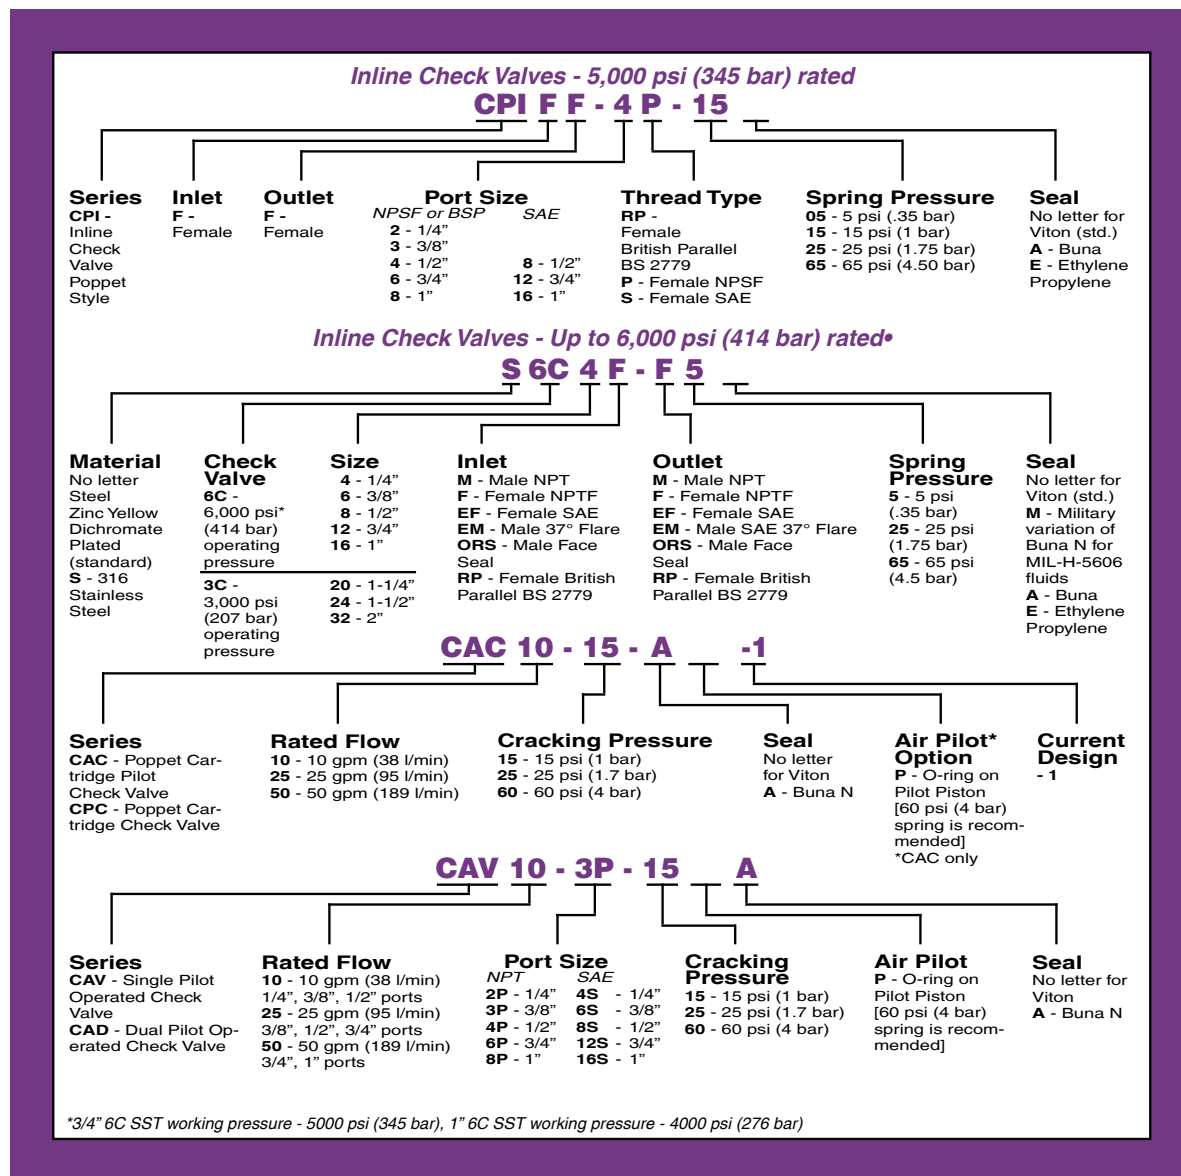 Inline Check Valves - 5,000 psi (345 bar) rated
CPI F F - 4 P - 15
Series
CPI -
Inline
Check
Valve
Poppet
Style
Inlet
F -
Female
Outlet
F -
Female
Port Size
NPSF or BSP SAE
2 - 1/4”
3 - 3/8”
4 - 1/2” 8 - 1/2”
6 - 3/4” 12 - 3/4”
8 - 1” 16 - 1”
Thread Type
RP -
Female
British Parallel
BS 2779
P - Female NPSF
S - Female SAE
Spring Pressure
05 - 5 psi (.35 bar)
15 - 15 psi (1 bar)
25 - 25 psi (1.75 bar)
65 - 65 psi (4.50 bar)
Seal
No letter for
Viton (std.)
A - Buna
E - Ethylene
Propylene
Inline Check Valves - Up to 6,000 psi (414 bar) rated•
S 6C 4 F - F 5
Material
No letter
Steel
Zinc Yellow
Dichromate
Plated
(standard)
S - 316
Stainless
Steel
Check
Valve
6C -
6,000 psi*
(414 bar)
operating
pressure
3C -
3,000 psi
(207 bar)
operating
pressure
Size
4 - 1/4”
6 - 3/8”
8 - 1/2”
12 - 3/4”
16 - 1”
20 - 1-1/4”
24 - 1-1/2”
32 - 2”
Inlet
M - Male NPT
F - Female NPTF
EF - Female SAE
EM - Male 37° Flare
ORS - Male Face
Seal
RP - Female British
Parallel BS 2779
Outlet
M - Male NPT
F - Female NPTF
EF - Female SAE
EM - Male SAE 37° Flare
ORS - Male Face
Seal
RP - Female British
Parallel BS 2779
Spring
Pressure
5 - 5 psi
(.35 bar)
25 - 25 psi
(1.75 bar)
65 - 65 psi
(4.5 bar)
Seal
No letter for
Viton (std.)
M - Military
variation of
Buna N for
MIL-H-5606
fluids
A - Buna
E - Ethylene
Propylene
CAC 10 - 15 - A -1
Series
CAC - Poppet Car-
tridge Pilot
Check Valve
CPC - Poppet Car-
tridge Check Valve
Rated Flow
10 - 10 gpm (38 l/min)
25 - 25 gpm (95 l/min)
50 - 50 gpm (189 l/min)
Cracking Pressure
15 - 15 psi (1 bar)
25 - 25 psi (1.7 bar)
60 - 60 psi (4 bar)
Seal
No letter
for Viton
A - Buna N
Air Pilot*
Option
P - O-ring on
Pilot Piston
[60 psi (4 bar)
spring is recom-
mended]
*CAC only
Current
Design
- 1
CAV 10 - 3P - 15 A
Series
CAV - Single Pilot
Operated Check
Valve
CAD - Dual Pilot Op-
erated Check Valve
Rated Flow
10 - 10 gpm (38 l/min)
1/4”, 3/8”, 1/2” ports
25 - 25 gpm (95 l/min)
3/8”, 1/2”, 3/4” ports
50 - 50 gpm (189 l/min)
3/4”, 1” ports
Port Size
NPT SAE
2P - 1/4” 4S - 1/4”
3P - 3/8” 6S - 3/8”
4P - 1/2” 8S - 1/2”
6P - 3/4” 12S - 3/4”
8P - 1” 16S - 1”
Cracking
Pressure
15 - 15 psi (1 bar)
25 - 25 psi (1.7 bar)
60 - 60 psi (4 bar)
Air Pilot
P - O-ring on
Pilot Piston
[60 psi (4 bar)
spring is recom-
mended]
Seal
No letter for
Viton
A - Buna N
*3/4” 6C SST working pressure - 5000 psi (345 bar), 1” 6C SST working pressure - 4000 psi (276 bar)